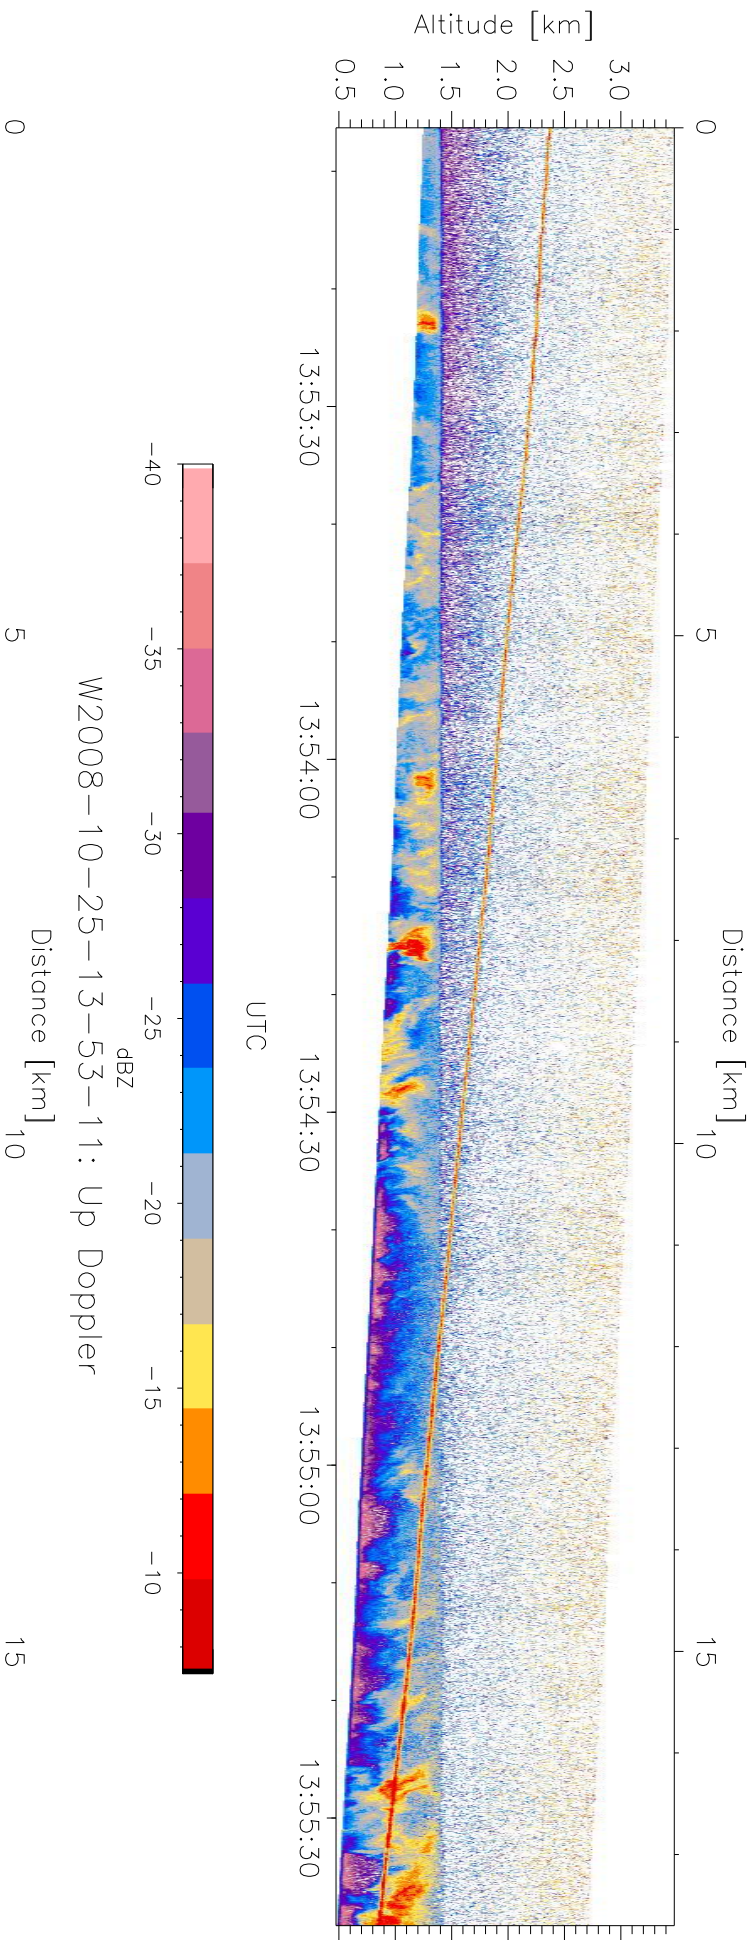 Distance [km]
0 5 10 15
Altitude [km]
3.0
2.5
2.0
1.5
1.0
0.5
13:53:30 13:54:00 13:54:30 13:55:00 13:55:30
UTC
-40 -35 -30 -25 -20 -15 -10
dBZ
W2008-10-25-13-53-11: Up Doppler
Distance [km]
0 5 10 15